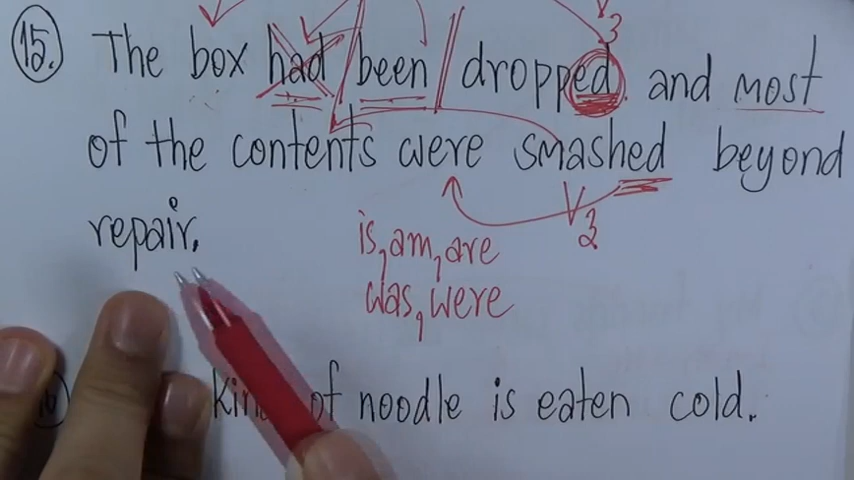 3
15. The box had been dropped and most
of the contents were smashed beyond
repair.
is, am, are
V3
was, were
of noodle is eaten cold.